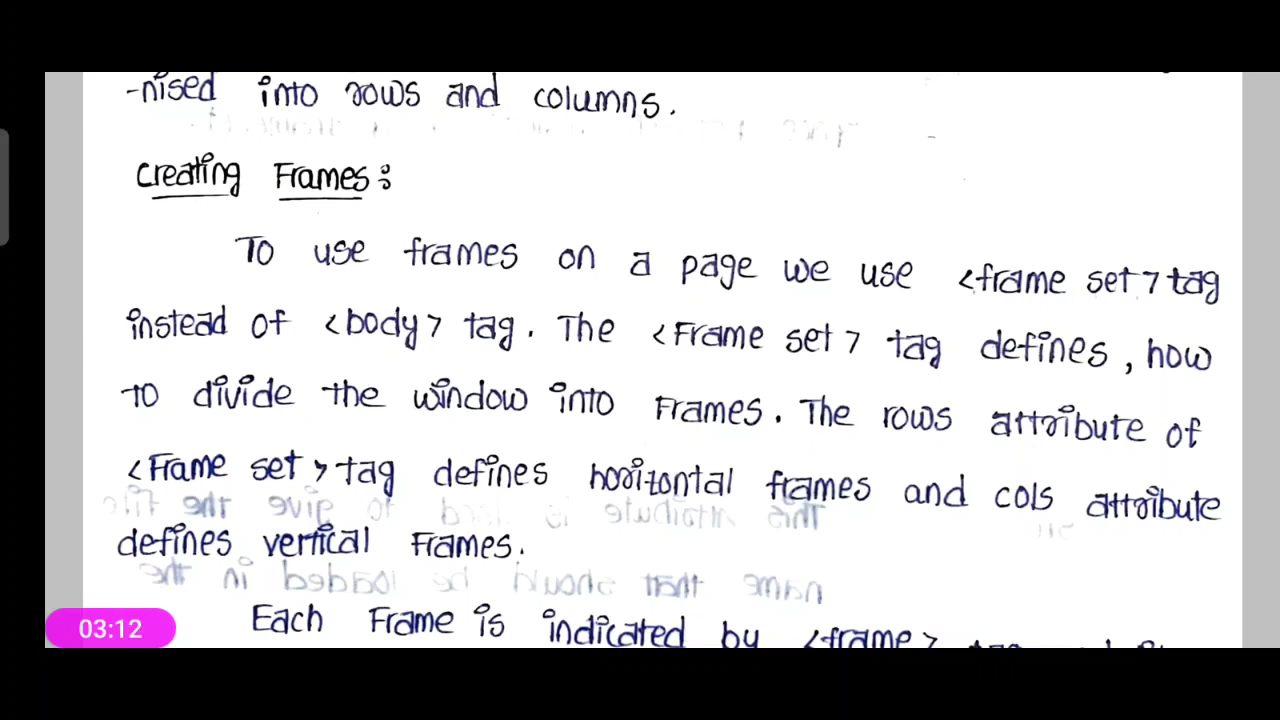 -nised into rows and columns.
Creating Frames:
To use frames on a page we use <frame set> tag
instead of <body> tag. The <Frame set> tag defines, how
to divide the window into Frames. The rows attribute of
<Frame set> tag defines horizontal frames and cols attribute
defines vertical Frames.
Each Frame is indicated by <frame>
03:12